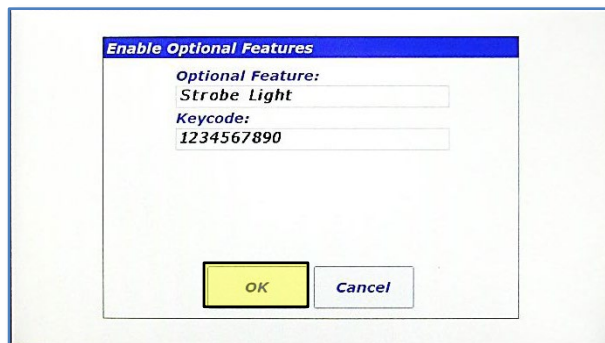 Enable Optional Features
Optional Feature:
Strobe Light
Keycode:
1234567890
OK
Cancel